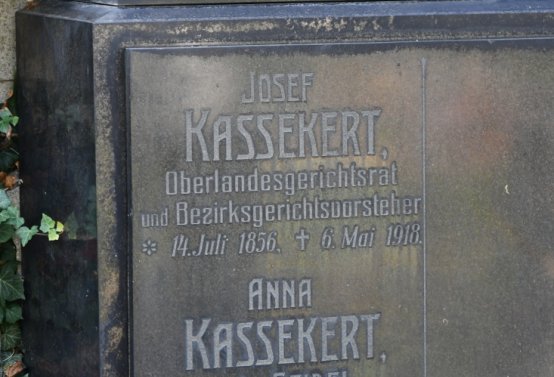 JOSEF
KASSEKERT,
Oberlandesgerichtsrat
und Bezirksgerichtsvorsteher
* 14. Juli 1856. † 6. Mai 1918.
ANNA
KASSEKERT,